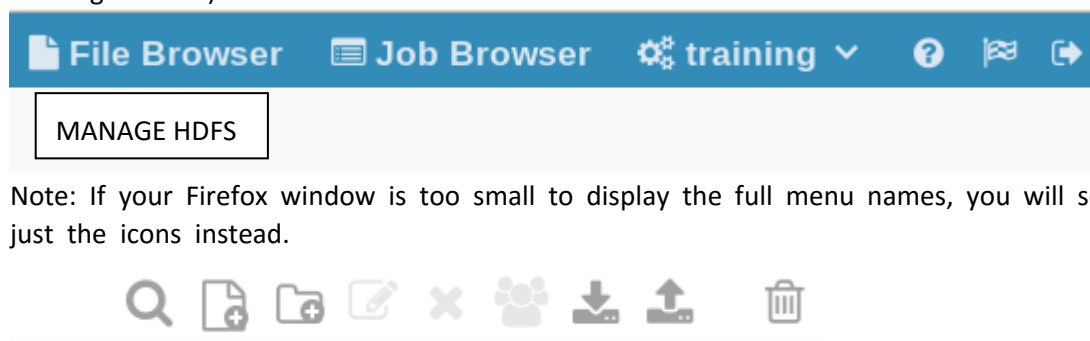 File Browser Job Browser training
MANAGE HDFS
Note: If your Firefox window is too small to display the full menu names, you will
just the icons instead.